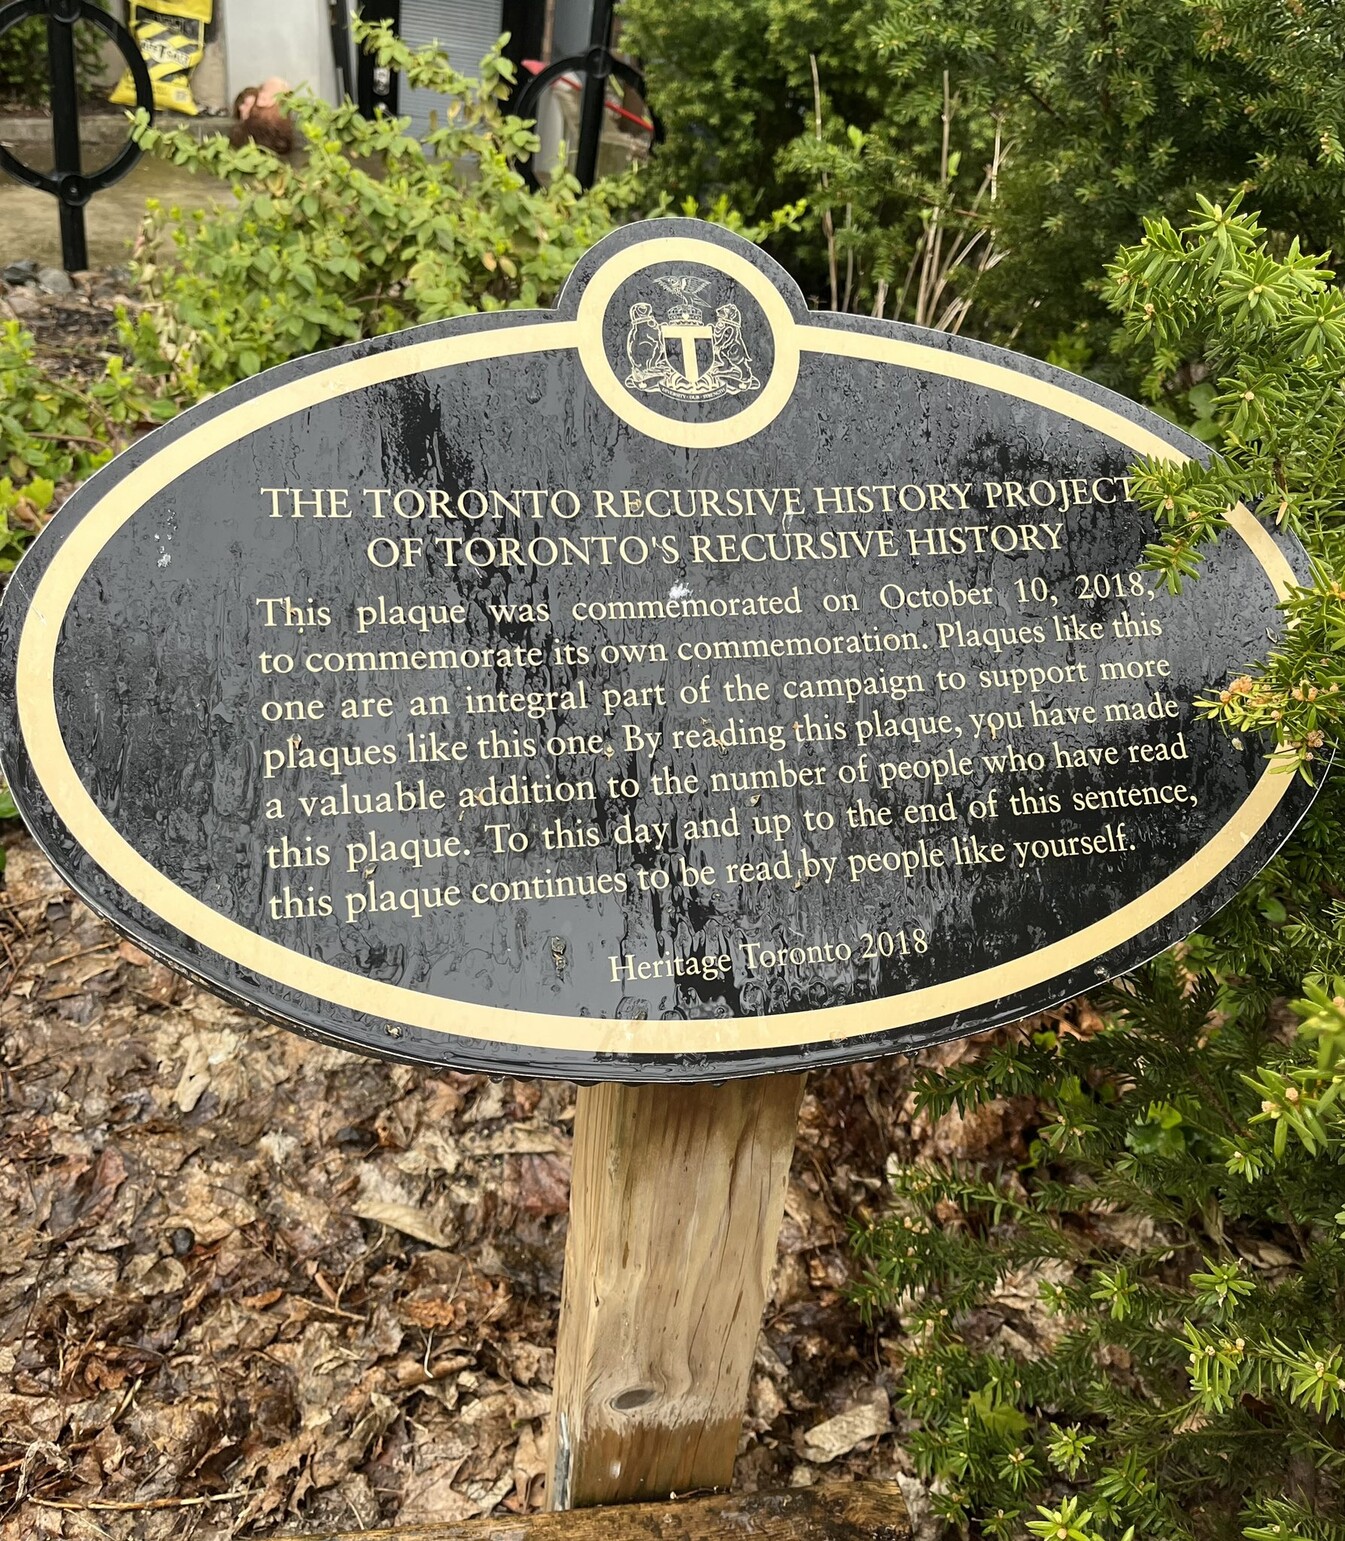 THE TORONTO RECURSIVE HISTORY PROJECT
OF TORONTO'S RECURSIVE HISTORY
This plaque was commemorated on October 10, 2018,
to commemorate its own commemoration. Plaques like this
one are an integral part of the campaign to support more
plaques like this one. By reading this plaque, you have made
a valuable addition to the number of people who have read
this plaque. To this day and up to the end of this sentence,
this plaque continues to be read by people like yourself.
Heritage Toronto 2018